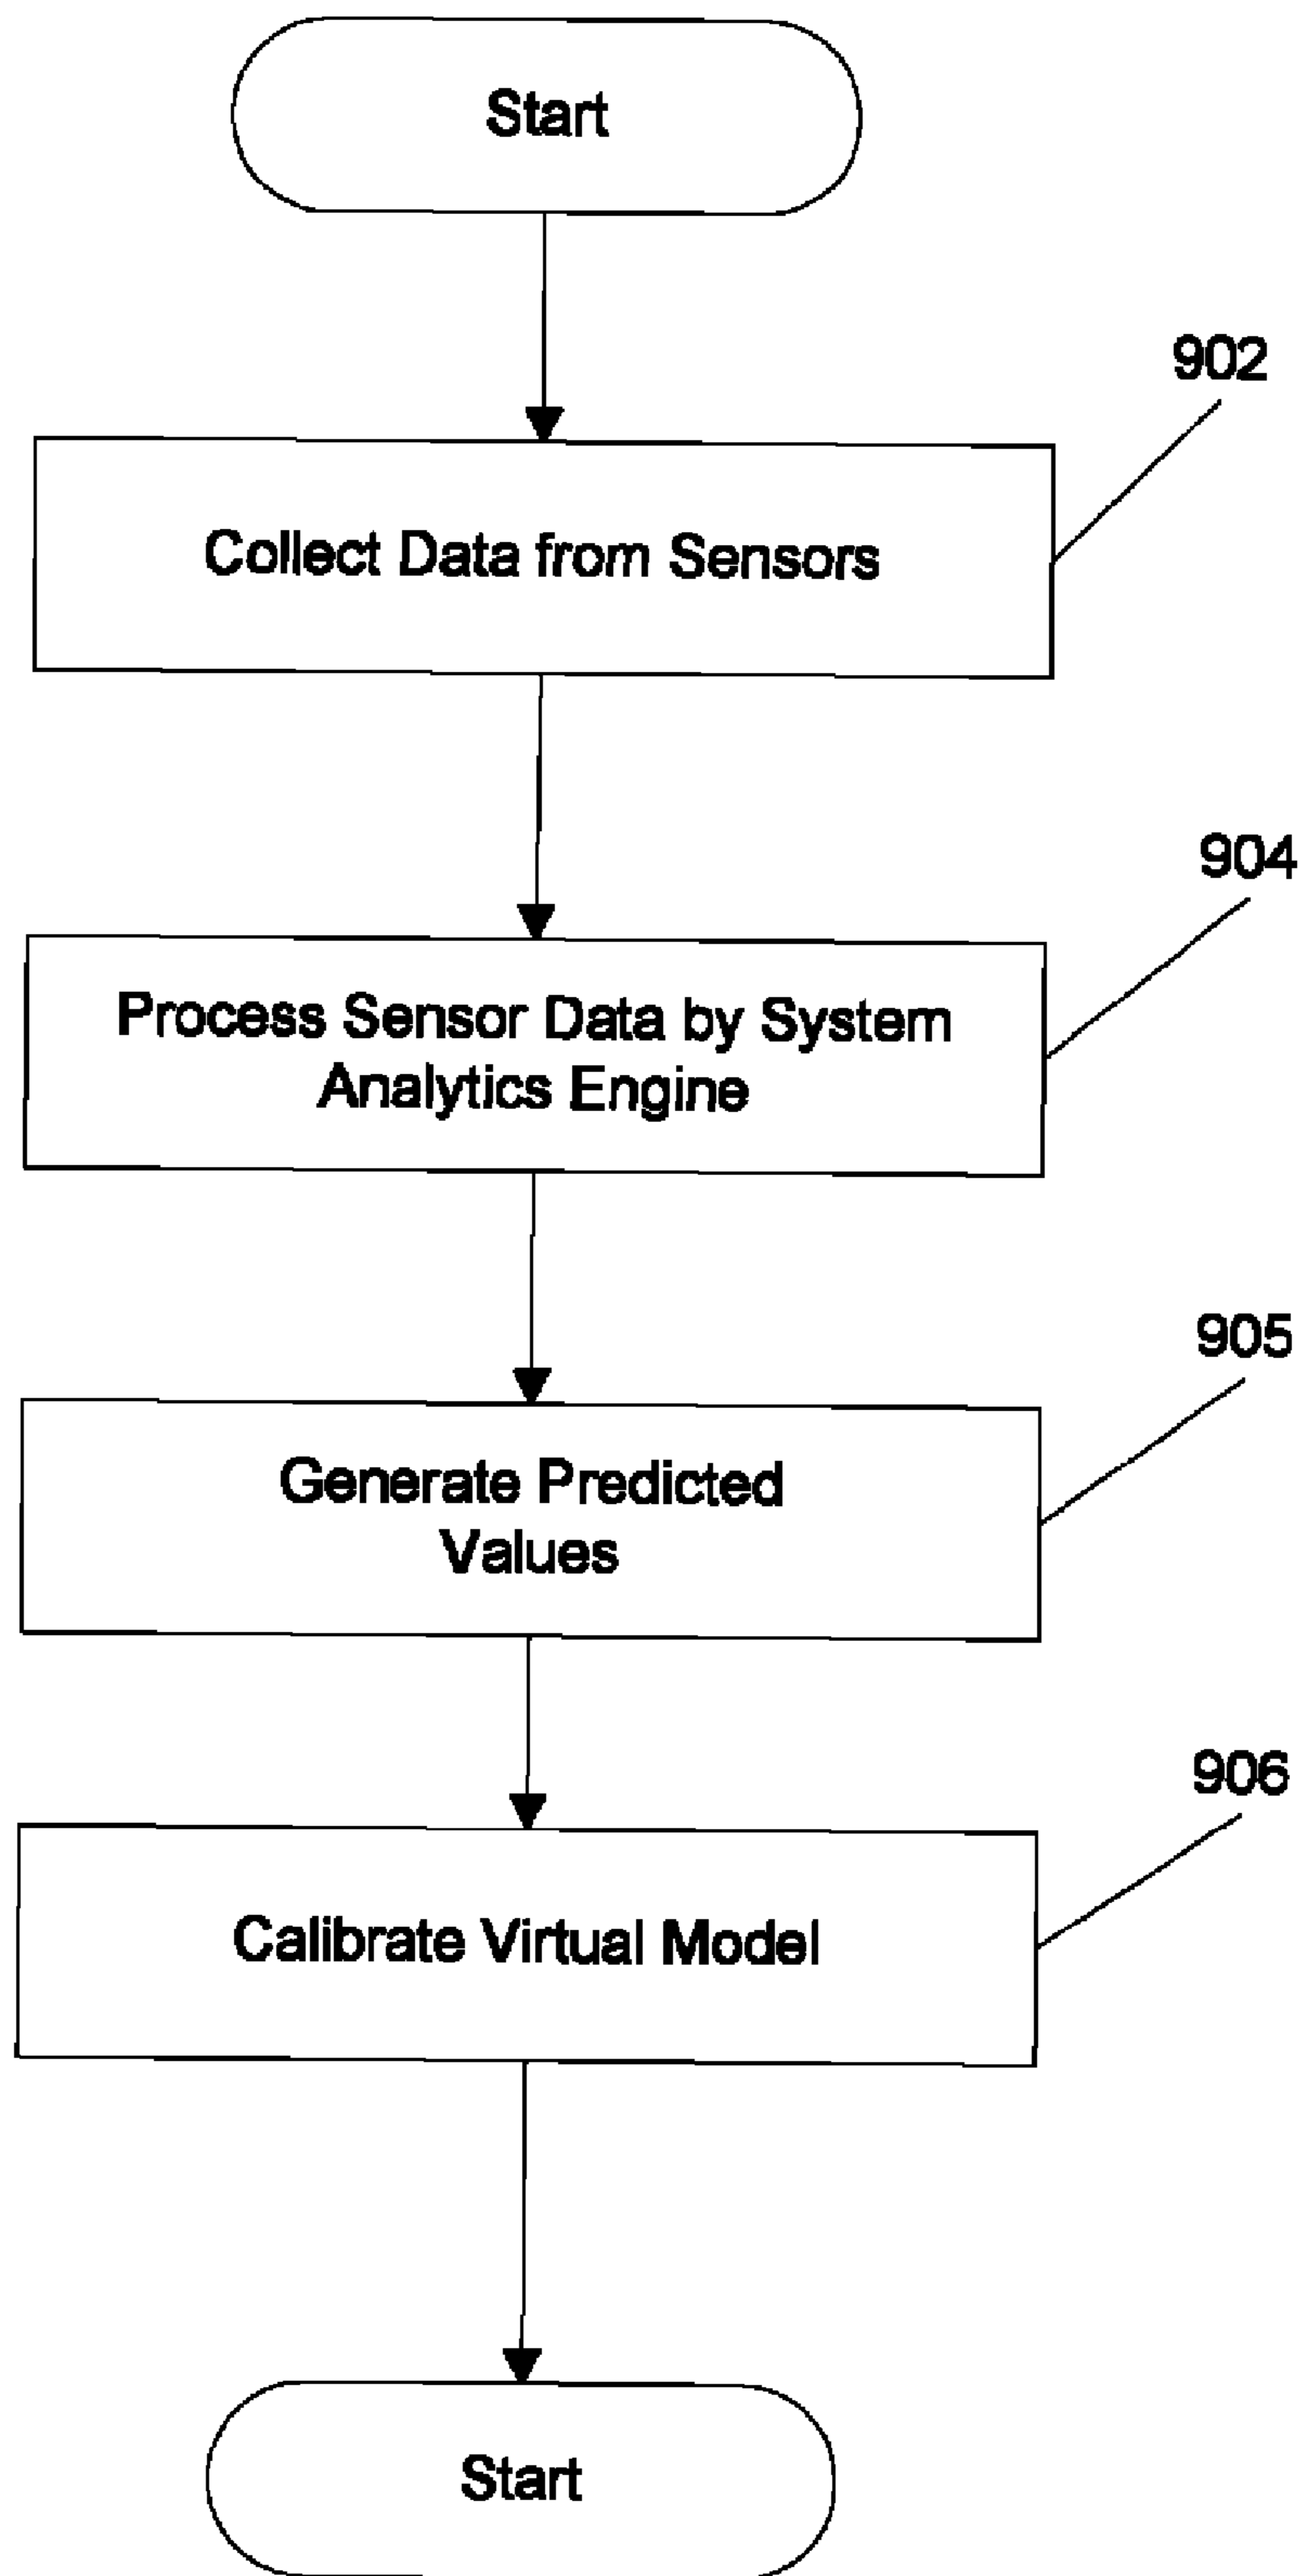 Start
902
Collect Data from Sensors
904
Process Sensor Data by System
Analytics Engine
905
Generate Predicted
Values
906
Calibrate Virtual Model
Start